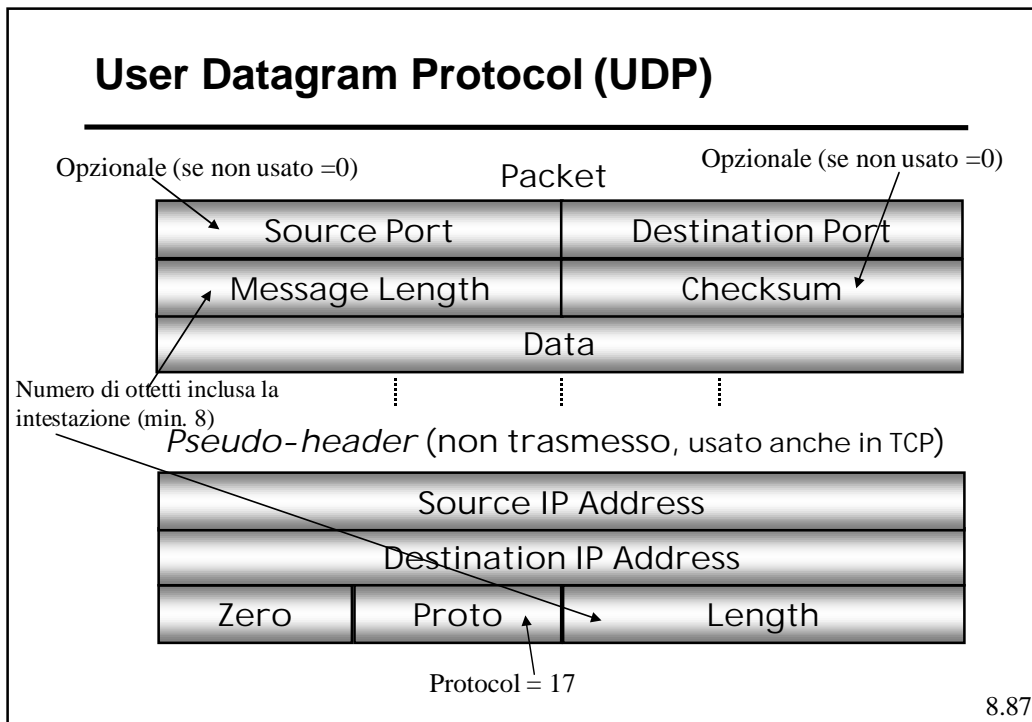 User Datagram Protocol (UDP)
Opzionale (se non usato =0)
Opzionale (se non usato =0)
Packet
Source Port
Destination Port
Message Length
Checksum
Data
Numero di ottetti inclusa la
intestazione (min. 8)
Pseudo-header (non trasmesso, usato anche in TCP)
Source IP Address
Destination IP Address
Zero
Proto
Length
Protocol = 17
8.87